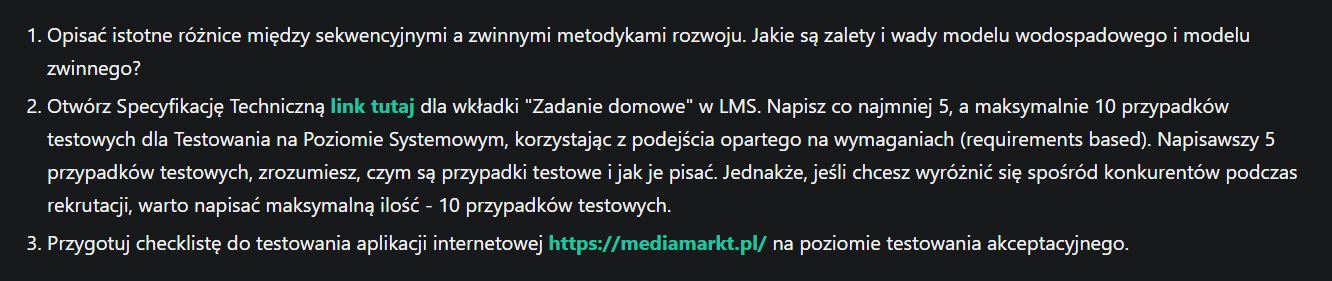 1. Opisać istotne różnice między sekwencyjnymi a zwinnymi metodykami rozwoju. Jakie są zalety i wady modelu wodospadowego i modelu
zwinnego?
2. Otwórz Specyfikację Techniczną link tutaj dla wkładki "Zadanie domowe" w LMS. Napisz co najmniej 5, a maksymalnie 10 przypadków
testowych dla Testowania na Poziomie Systemowym, korzystając z podejścia opartego na wymaganiach (requirements based). Napisawszy 5
przypadków testowych, zrozumiesz, czym są przypadki testowe i jak je pisać. Jednakże, jeśli chcesz wyróżnić się spośród konkurentów podczas
rekrutacji, warto napisać maksymalną ilość - 10 przypadków testowych.
3. Przygotuj checklistę do testowania aplikacji internetowej https://mediamarkt.pl/ na poziomie testowania akceptacyjnego.